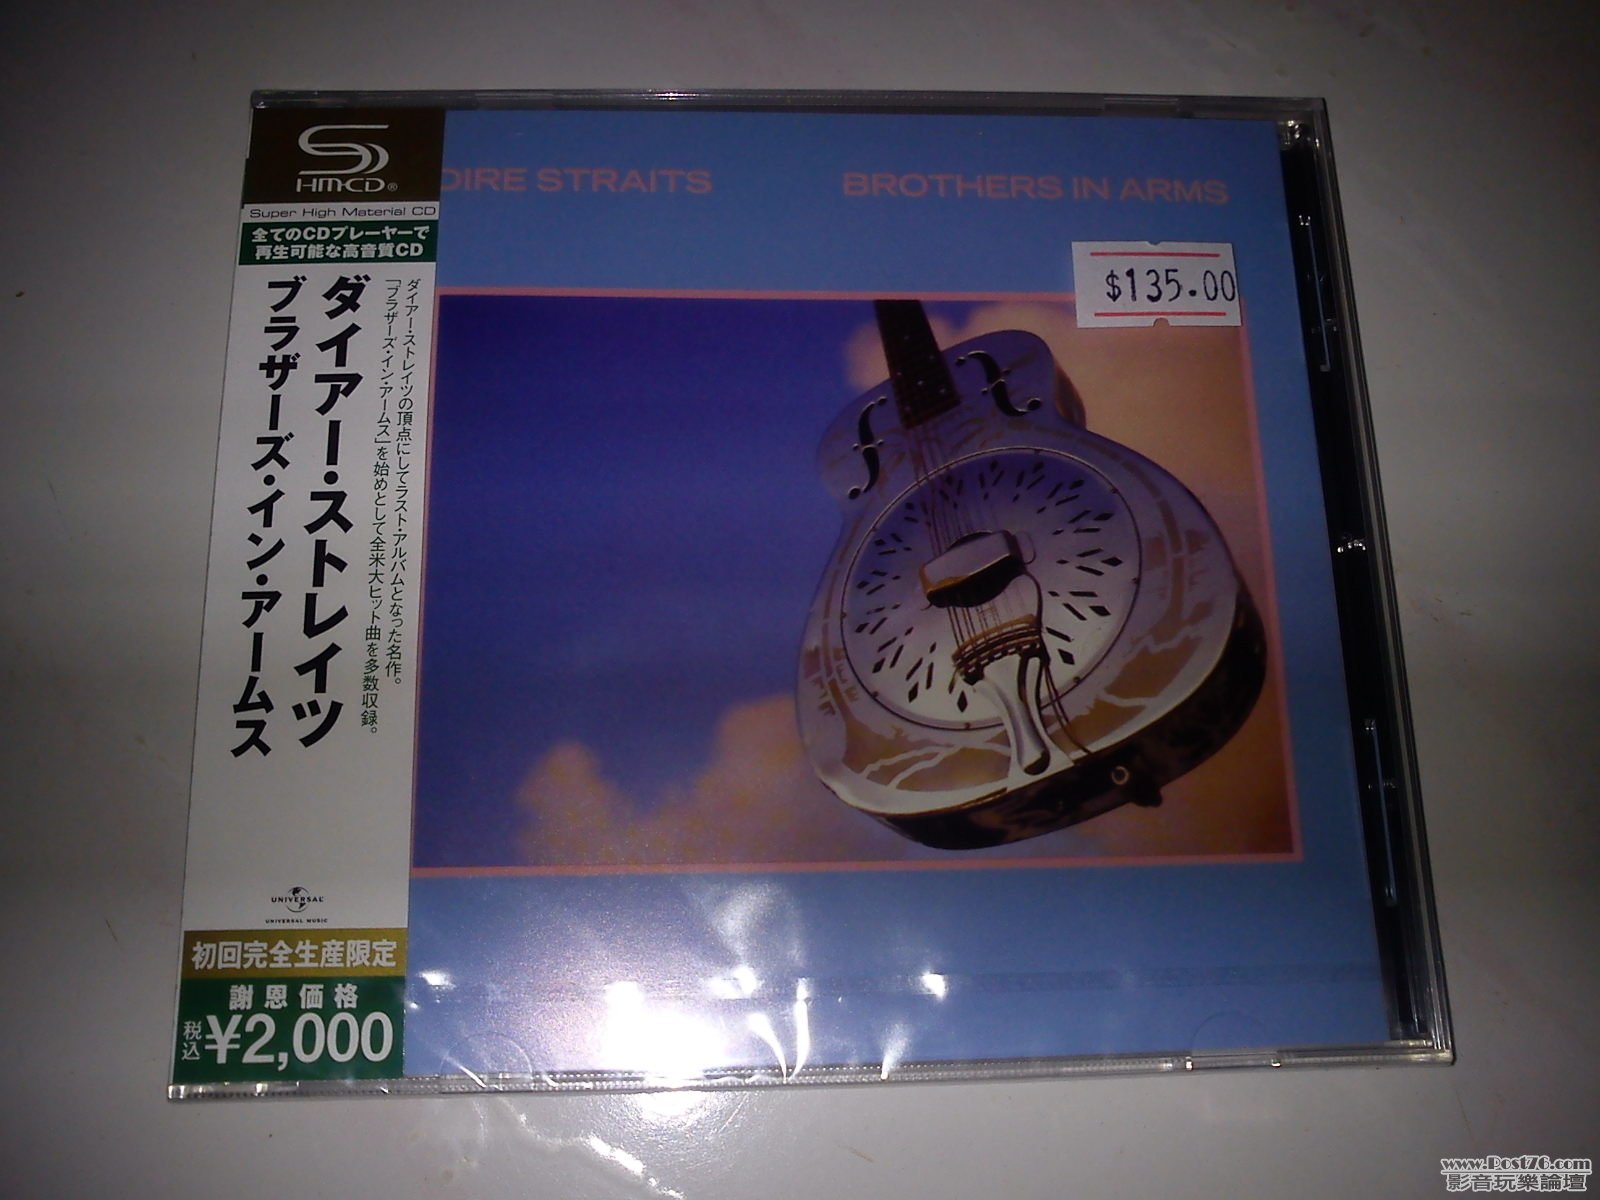 SHM-CD®
Super High Material CD
全てのCDプレーヤーで
再生可能な高音質CD
ダイアー・ストレイツの頂点にしてラスト・アルバムとなった名作。
「ブラザーズ・イン・アームス」を始めとして全米大ヒット曲を多数収録。
ダイアー・ストレイツ
ブラザーズ・イン・アームス
UNIVERSAL
UNIVERSAL MUSIC
初回完全生産限定
謝恩価格
税込 ¥2,000
DIRE STRAITS
BROTHERS IN ARMS
$135.00
www.Post76.com
影音玩樂論壇